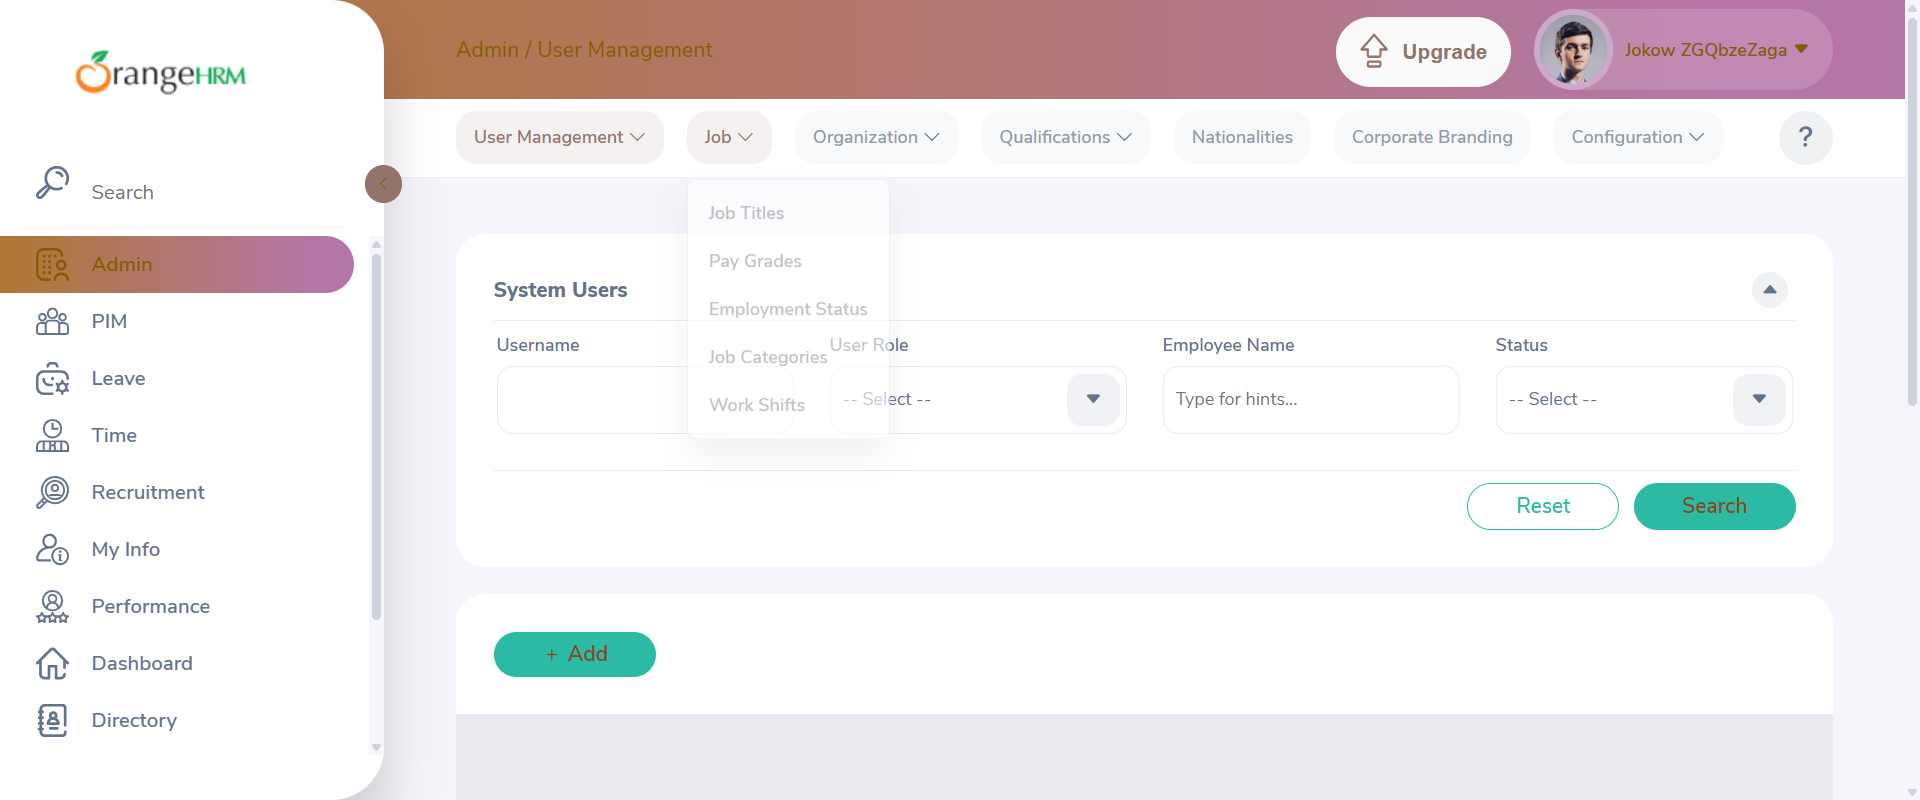 OrangeHRM
Admin / User Management
Upgrade
Jokow ZGQbzeZaga
User Management
Job
Organization
Qualifications
Nationalities
Corporate Branding
Configuration
?
Search
Admin
PIM
Leave
Time
Recruitment
My Info
Performance
Dashboard
Directory
Job Titles
Pay Grades
Employment Status
Job Categories
Work Shifts
System Users
Username
User Role
Employee Name
Status
-- Select --
Type for hints...
-- Select --
Reset
Search
+ Add